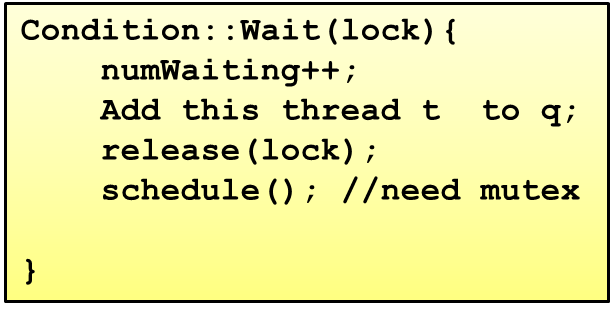 Condition::Wait(lock){
numWaiting++;
Add this thread t to q;
release(lock);
schedule(); //need mutex
}